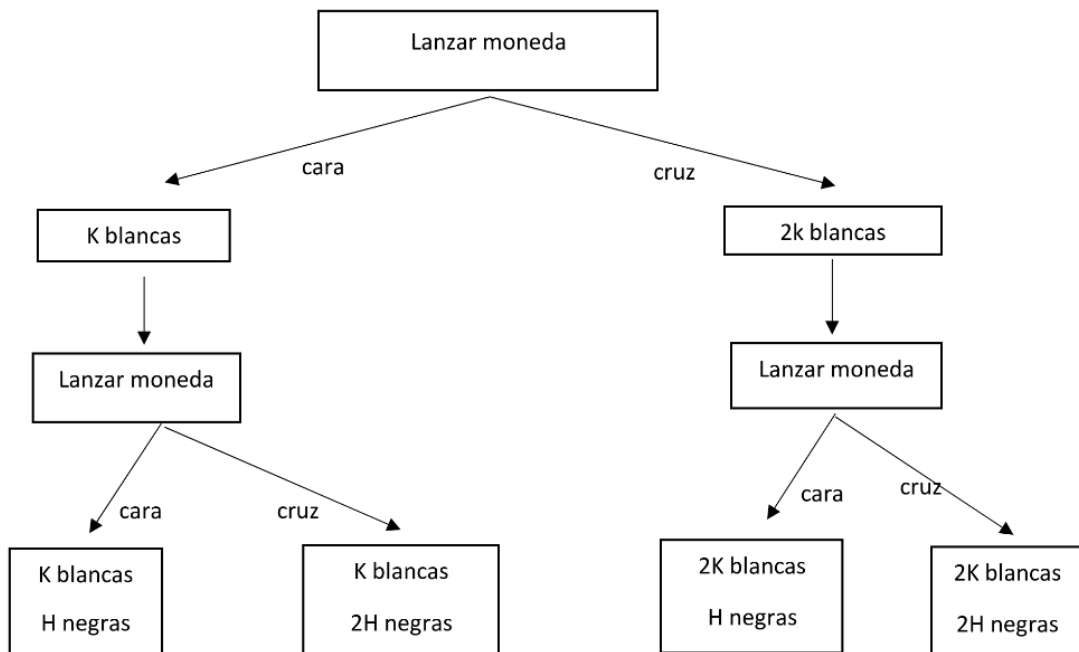 Lanzar moneda
cara
cruz
K blancas
2k blancas
Lanzar moneda
Lanzar moneda
cara
cruz
cara
cruz
K blancas
H negras
K blancas
2H negras
2K blancas
H negras
2K blancas
2H negras